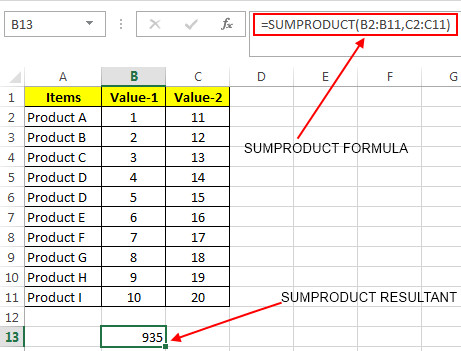 B13 fx =SUMPRODUCT(B2:B11,C2:C11)
A B C D E F G
1 Items Value-1 Value-2
2 Product A 1 11
3 Product B 2 12
4 Product C 3 13
SUMPRODUCT FORMULA
5 Product D 4 14
6 Product D 5 15
7 Product E 6 16
8 Product F 7 17
9 Product G 8 18
10 Product H 9 19
11 Product I 10 20
SUMPRODUCT RESULTANT
12
13 935